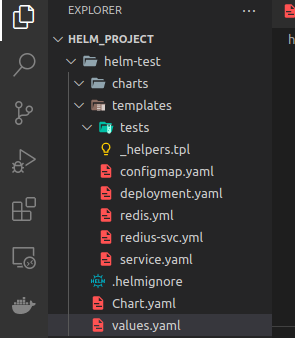 EXPLORER
HELM_PROJECT
helm-test
charts
templates
tests
_helpers.tpl
configmap.yaml
deployment.yaml
redis.yml
redius-svc.yml
service.yaml
HELM .helmignore
Chart.yaml
values.yaml
h